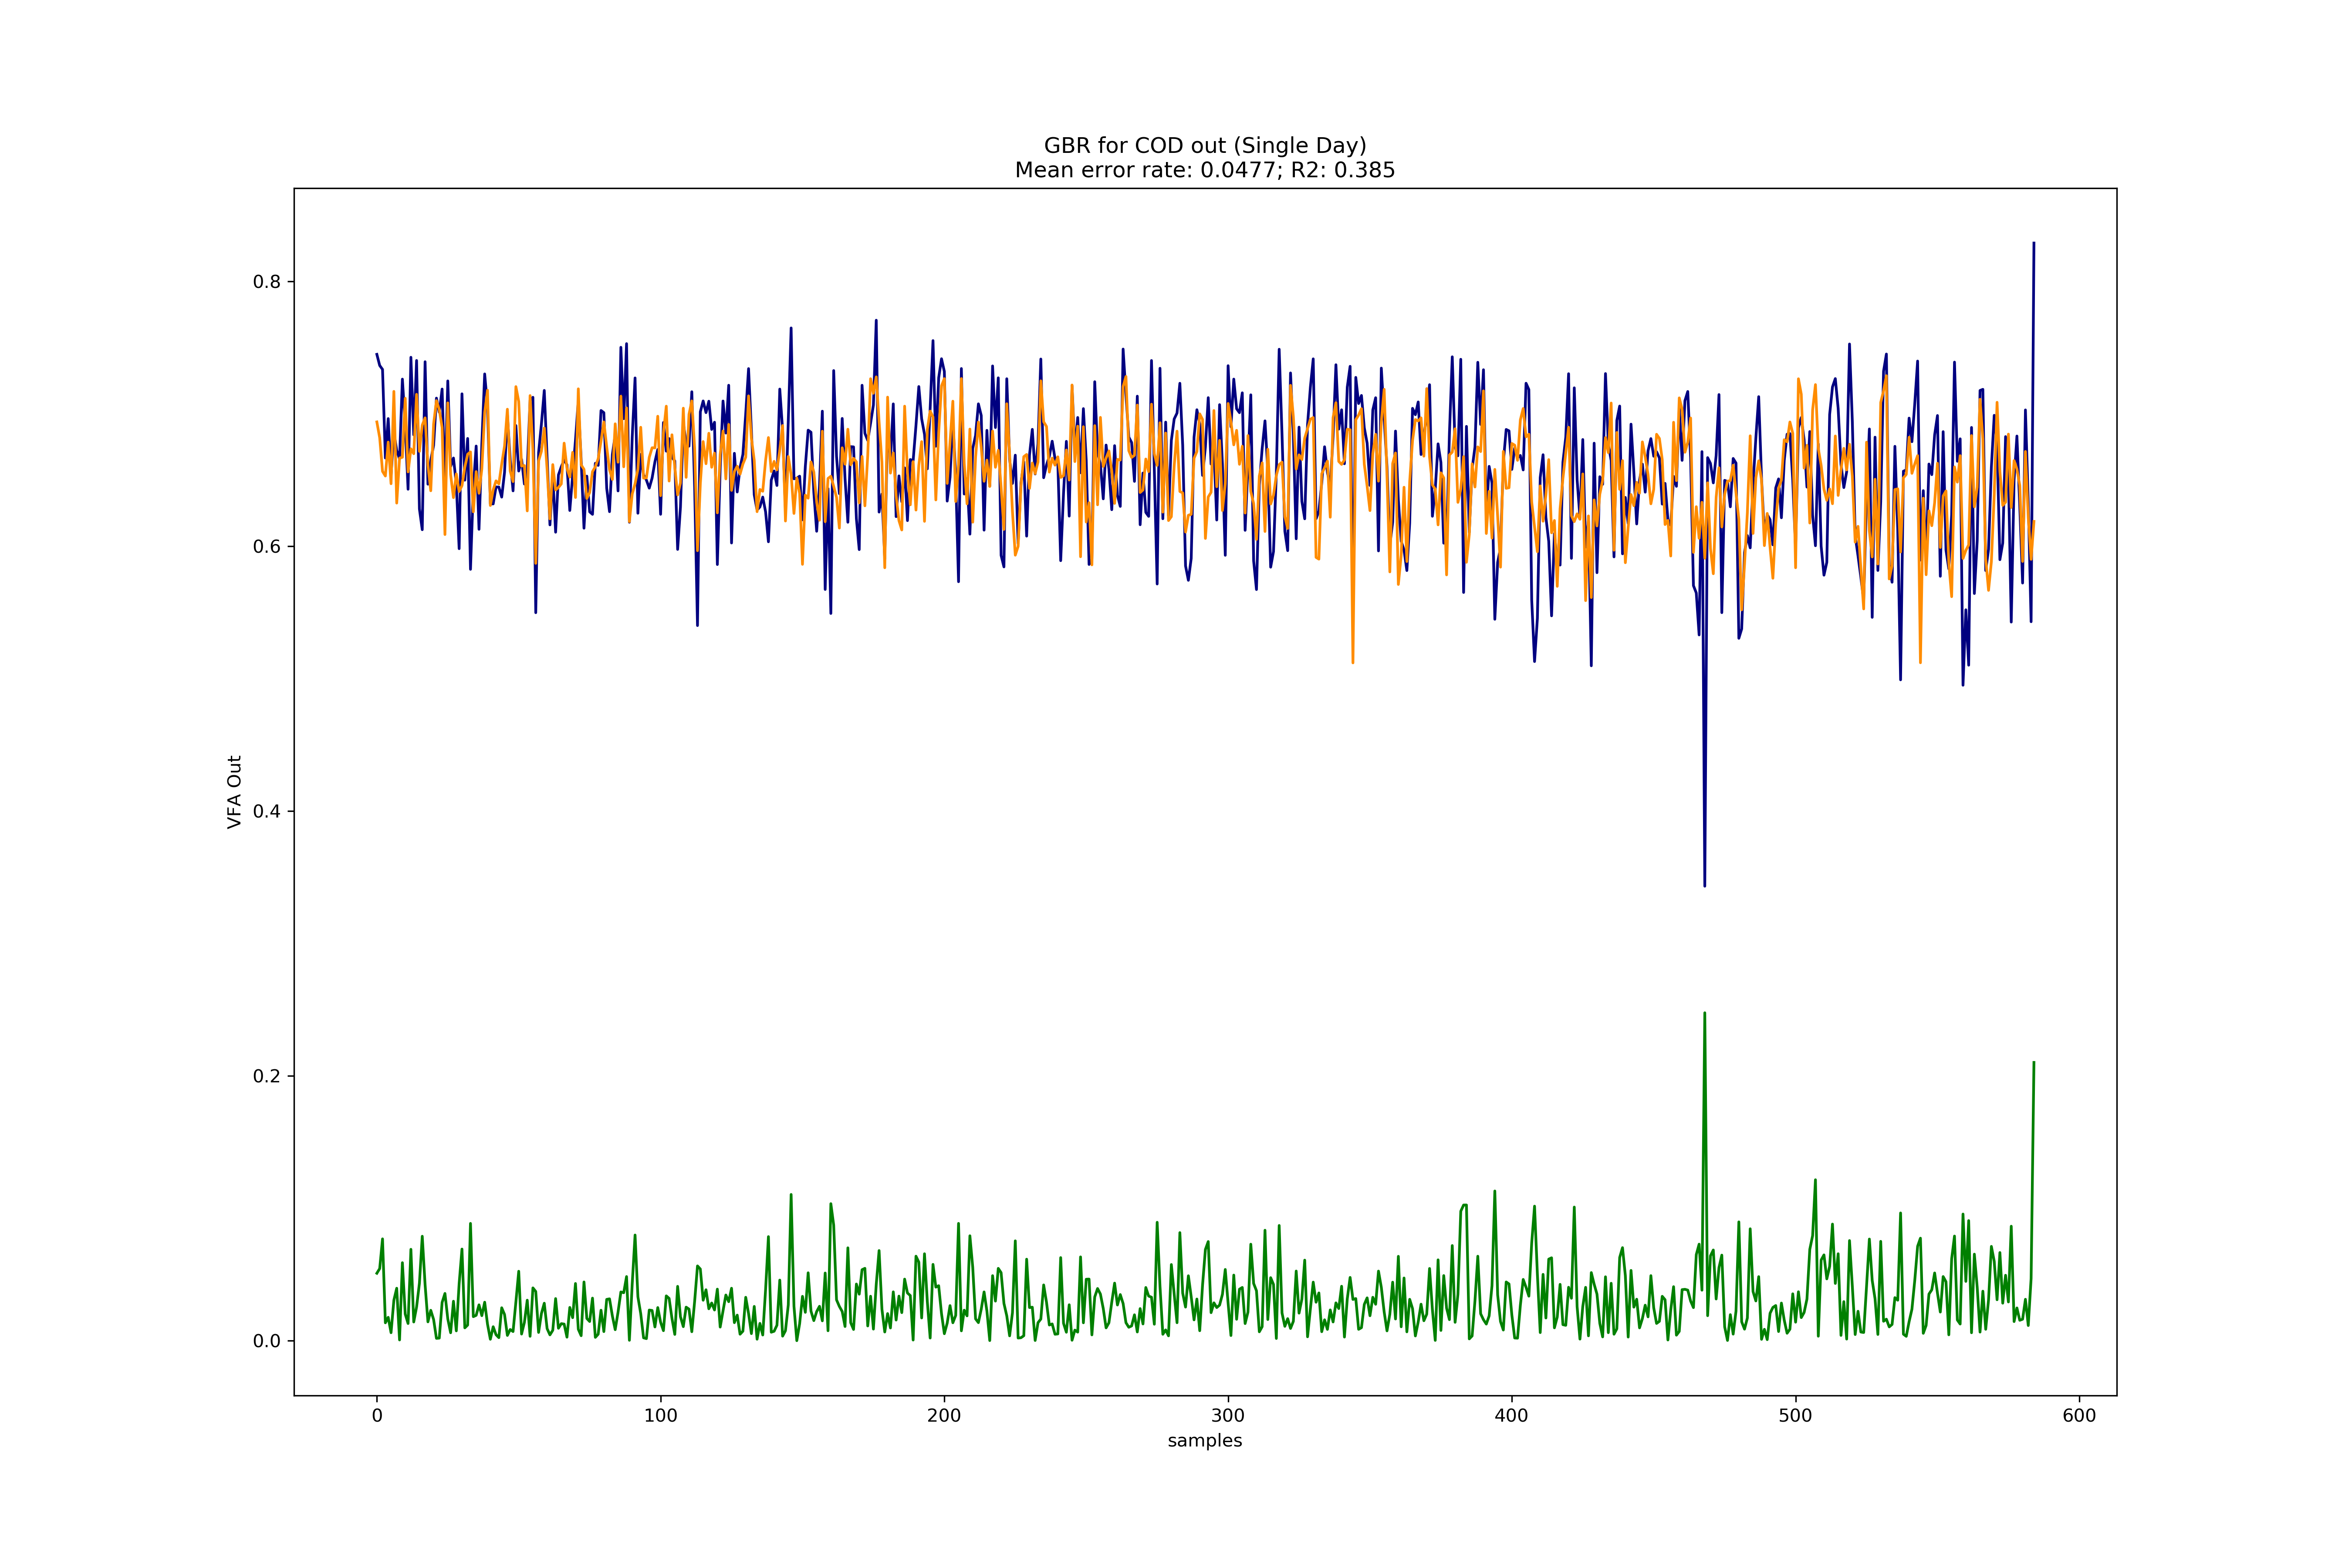 GBR for COD out (Single Day)
Mean error rate: 0.0477; R2: 0.385
0.8
0.6
0.4
0.2
0.0
VFA Out
0 100 200 300 400 500 600
samples